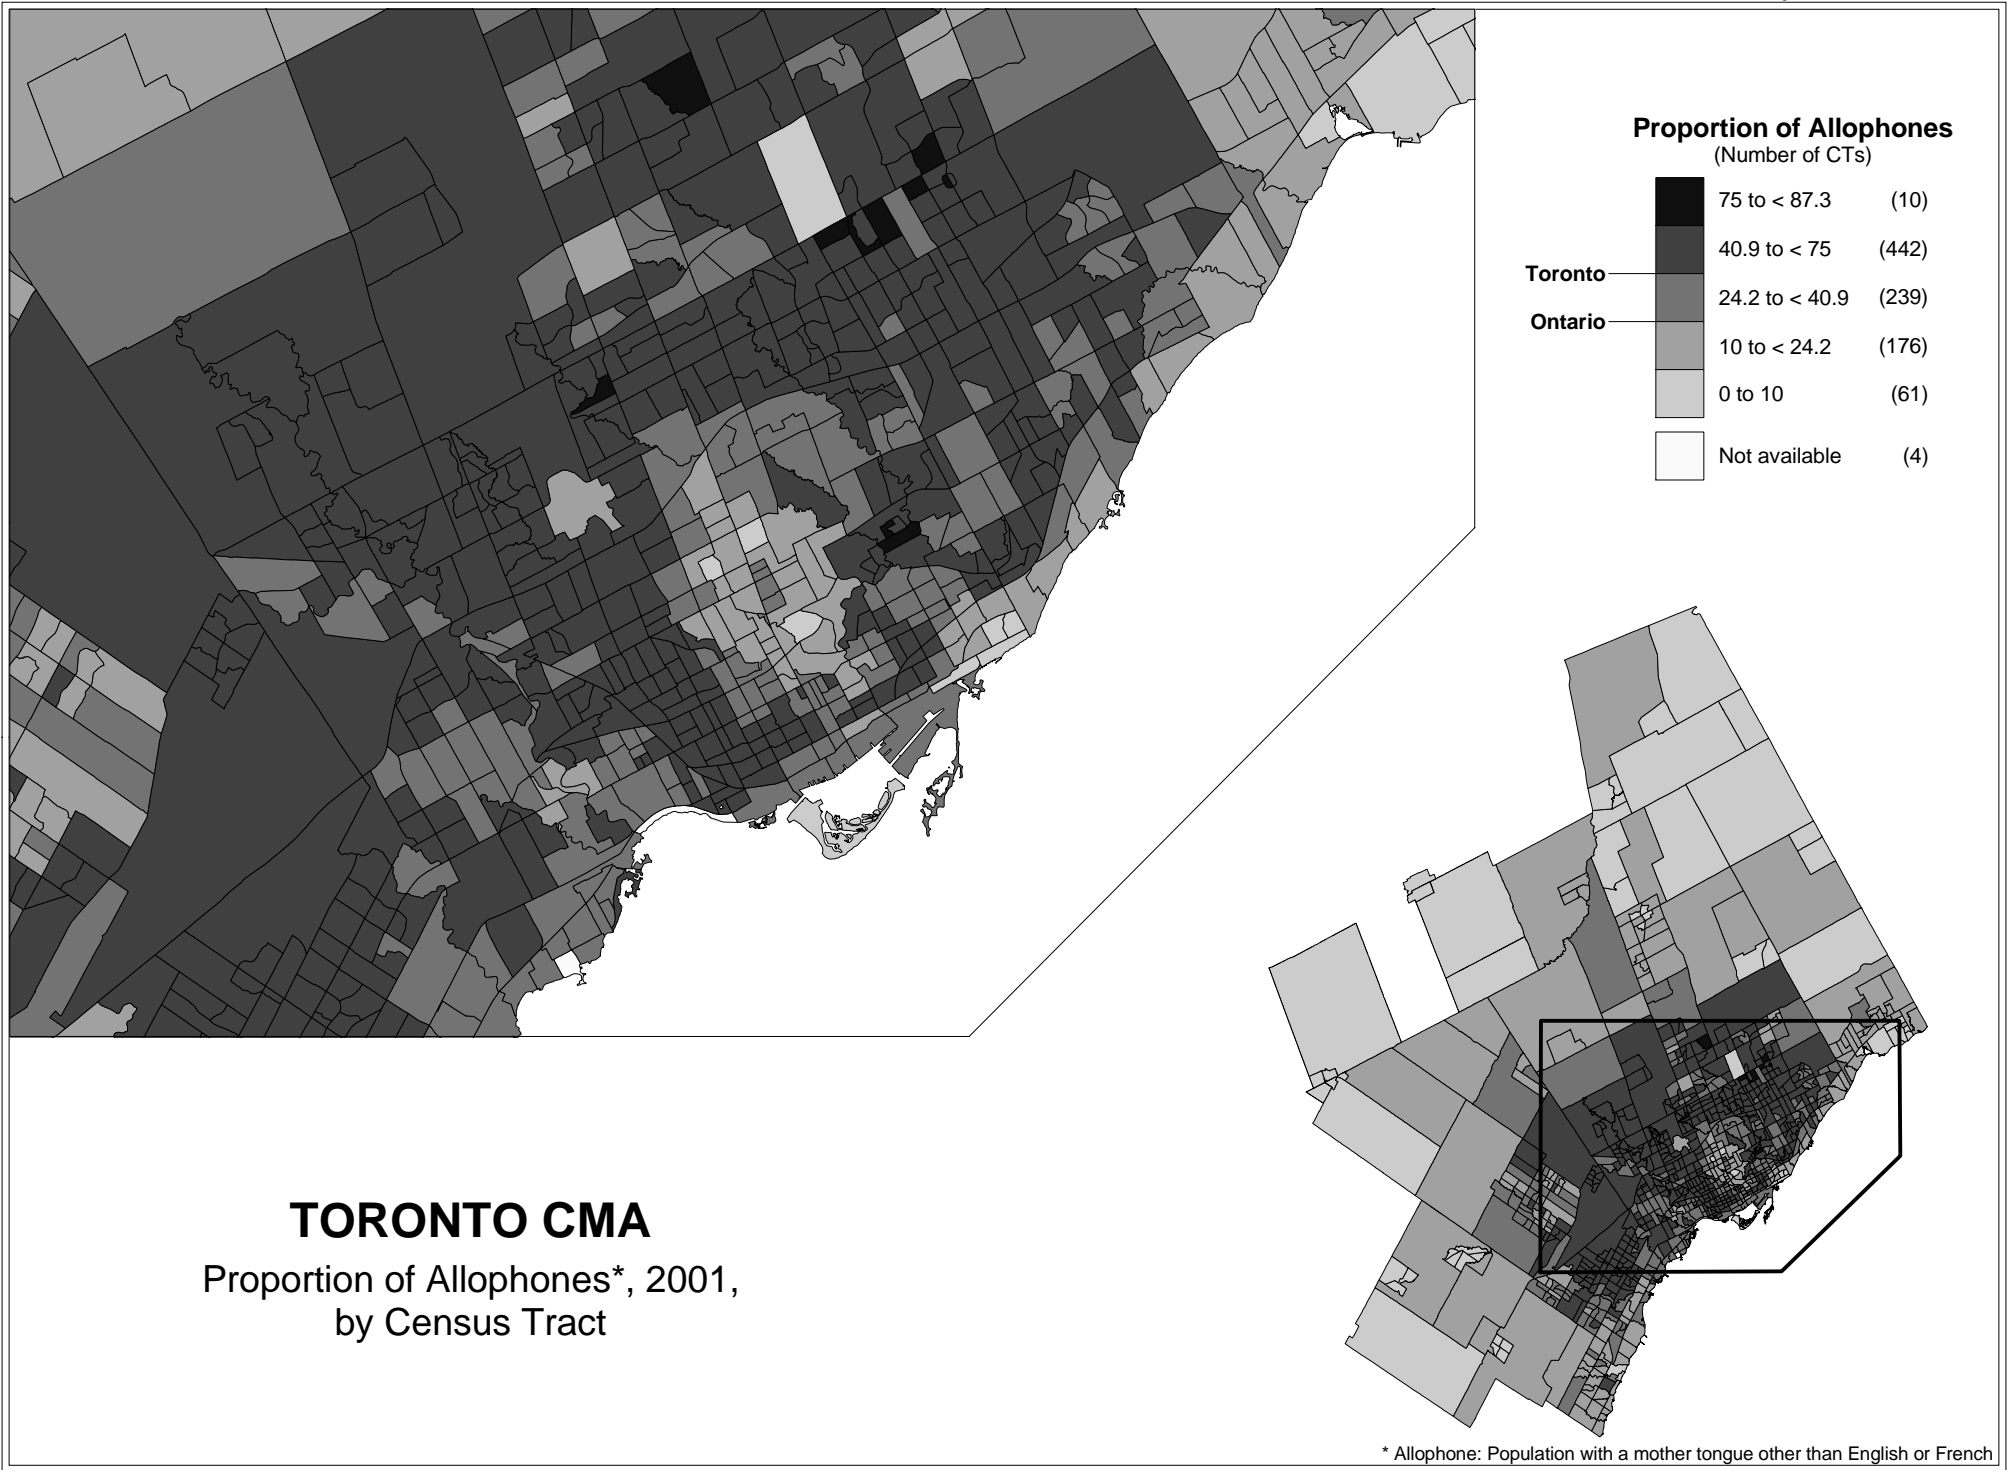 Proportion of Allophones
(Number of CTs)
75 to < 87.3 (10)
40.9 to < 75 (442)
Toronto
24.2 to < 40.9 (239)
Ontario
10 to < 24.2 (176)
0 to 10 (61)
Not available (4)
TORONTO CMA
Proportion of Allophones*, 2001,
by Census Tract
* Allophone: Population with a mother tongue other than English or French